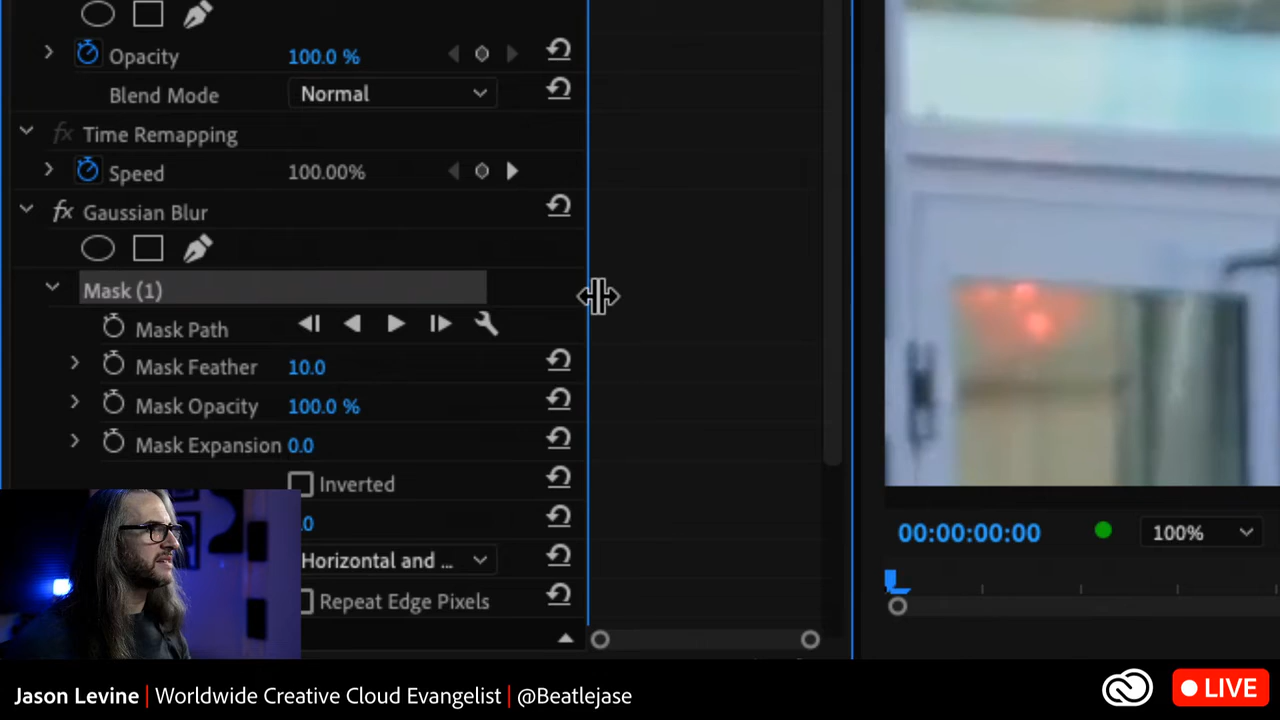 Opacity 100.0 %
Blend Mode Normal
fx Time Remapping
Speed 100.00%
fx Gaussian Blur
Mask (1)
Mask Path
Mask Feather 10.0
Mask Opacity 100.0 %
Mask Expansion 0.0
Inverted
.0
Horizontal and ...
Repeat Edge Pixels
00:00:00:00 100%
Jason Levine | Worldwide Creative Cloud Evangelist | @Beatlejase
LIVE